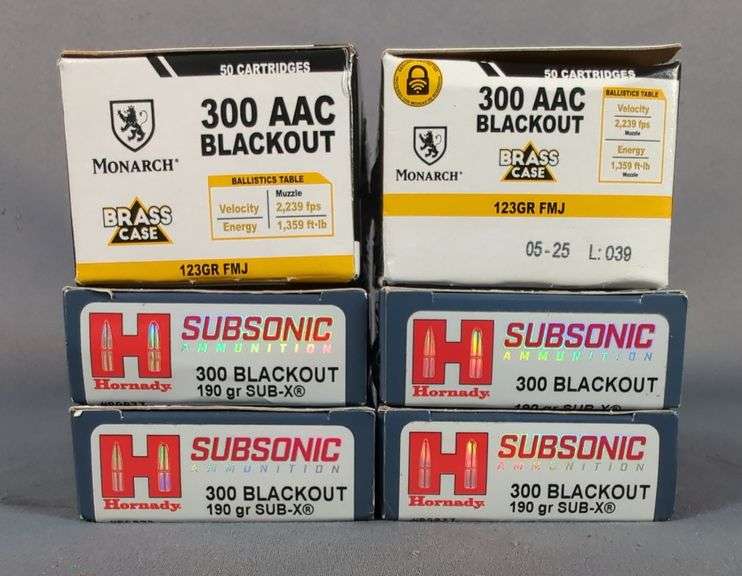 50 CARTRIDGES
300 AAC
BLACKOUT
MONARCH®
BRASS
CASE
BALLISTICS TABLE
Muzzle
Velocity 2,239 fps
Energy 1,359 ft-lb
123GR FMJ
50 CARTRIDGES
300 AAC
BLACKOUT
MONARCH®
BRASS
CASE
BALLISTICS TABLE
Velocity
2,239 fps
Muzzle
Energy
1,359 ft-lb
Muzzle
123GR FMJ
05-25 L:039
H
Hornady
SUBSONIC
AMMUNITION
300 BLACKOUT
190 gr SUB-X®
H
Hornady
SUBSONIC
AMMUNITION
300 BLACKOUT
190 gr SUB-X®
H
Hornady
SUBSONIC
AMMUNITION
300 BLACKOUT
190 gr SUB-X®
H
Hornady
SUBSONIC
AMMUNITION
300 BLACKOUT
190 gr SUB-X®